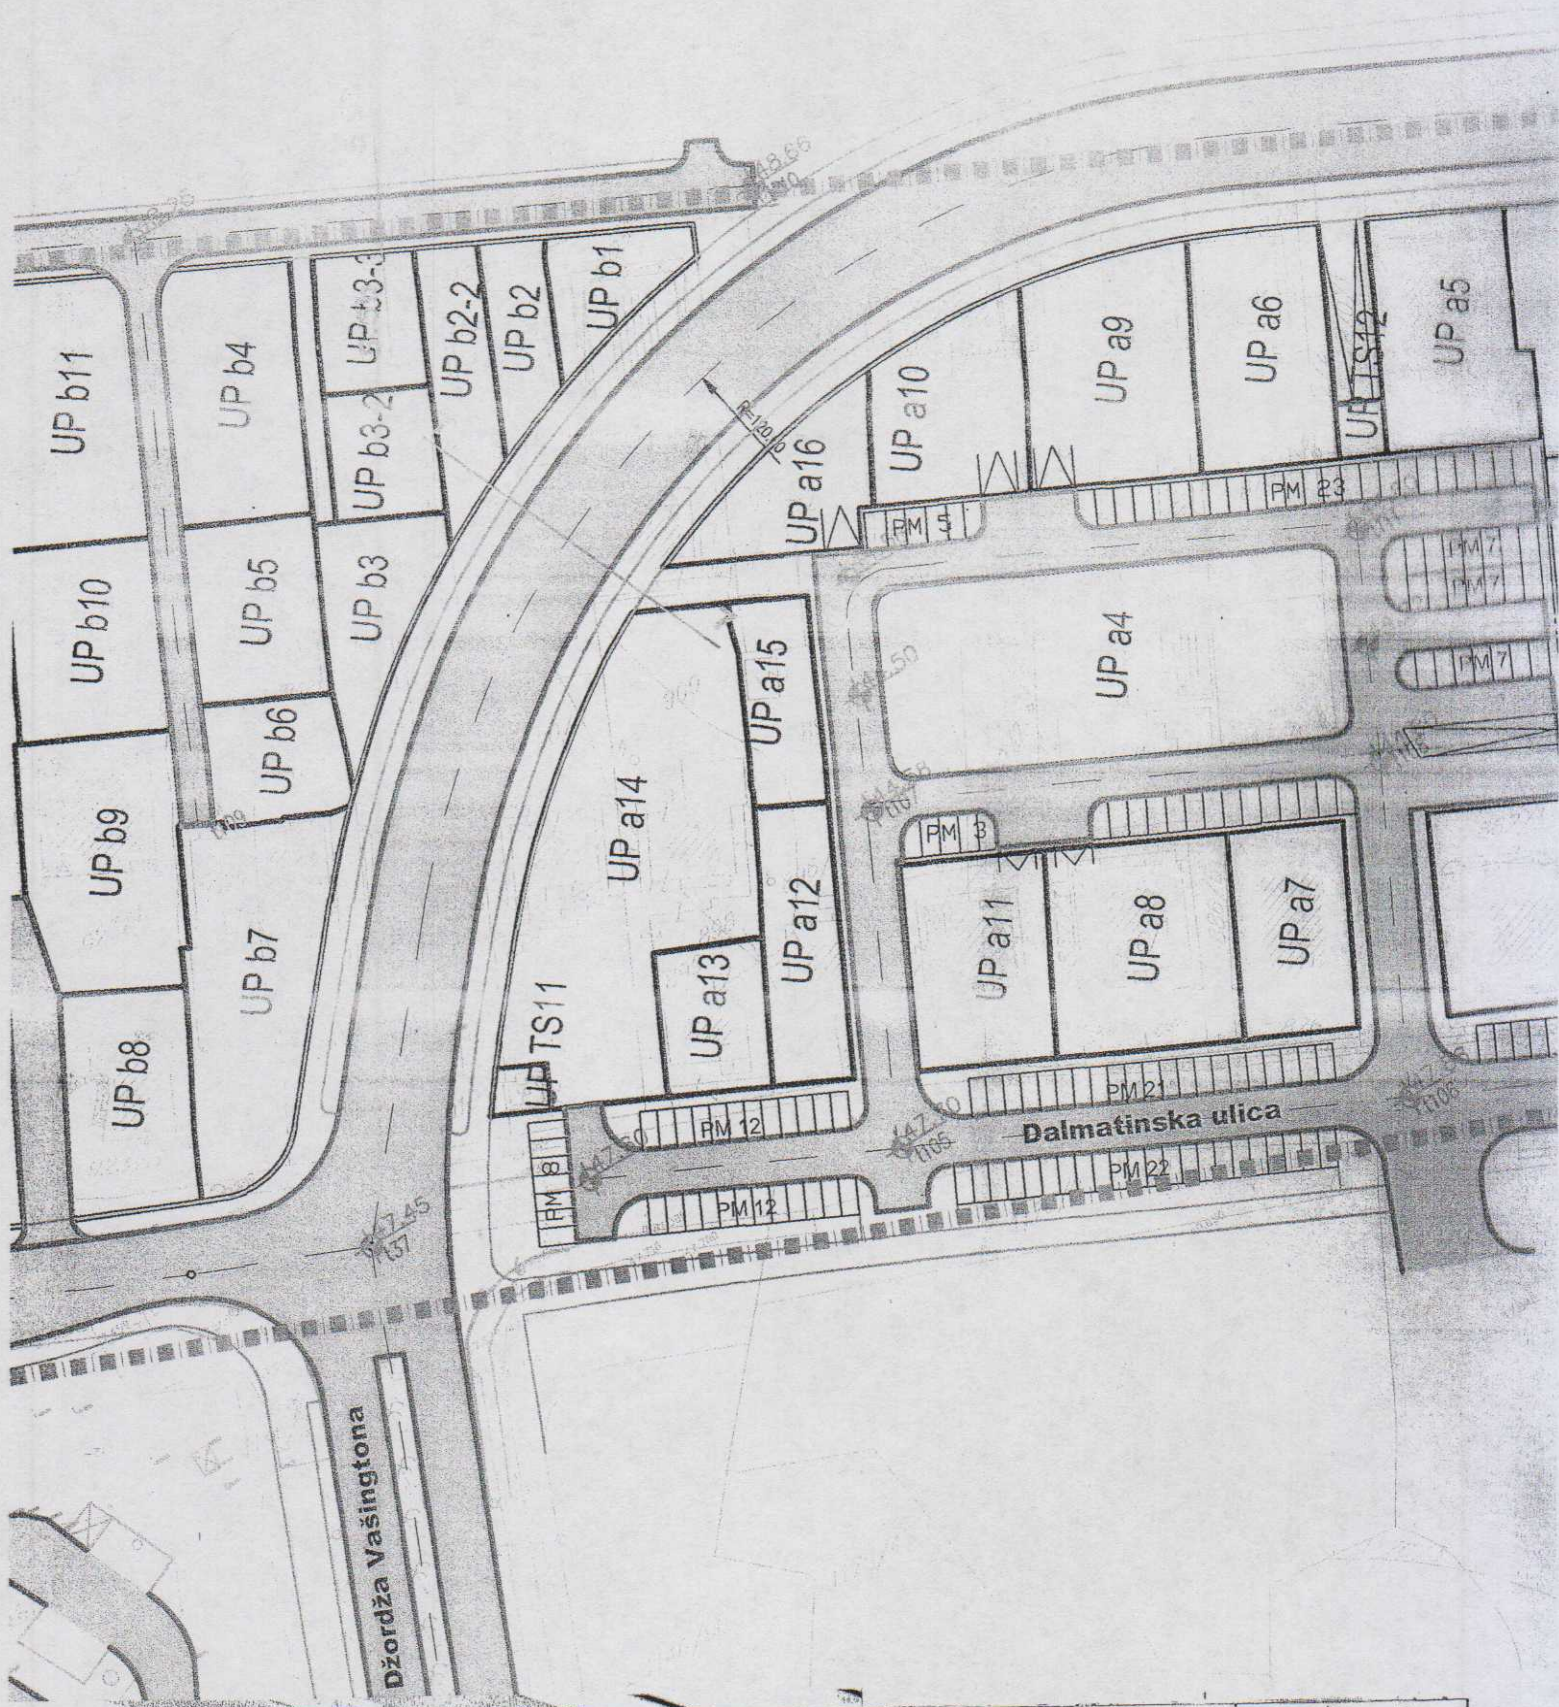 UP b11
UP b4
UP b3-3
UP b2-2
UP b2
UP b1
UP b3-2
UP b10
UP b5
UP b3
UP b9
UP b6
UP b8
UP b7
UP a16
UP a10
UP a9
UP a6
UP TS12
UP a5
PM 5
PM 23
PM 7
PM 7
PM 7
UP a15
UP a4
UP a14
UP a12
UP a13
UP TS11
PM 3
UP a11
UP a8
UP a7
PM 8
PM 12
PM 12
PM 21
Dalmatinska ulica
PM 22
Džordža Vašingtona